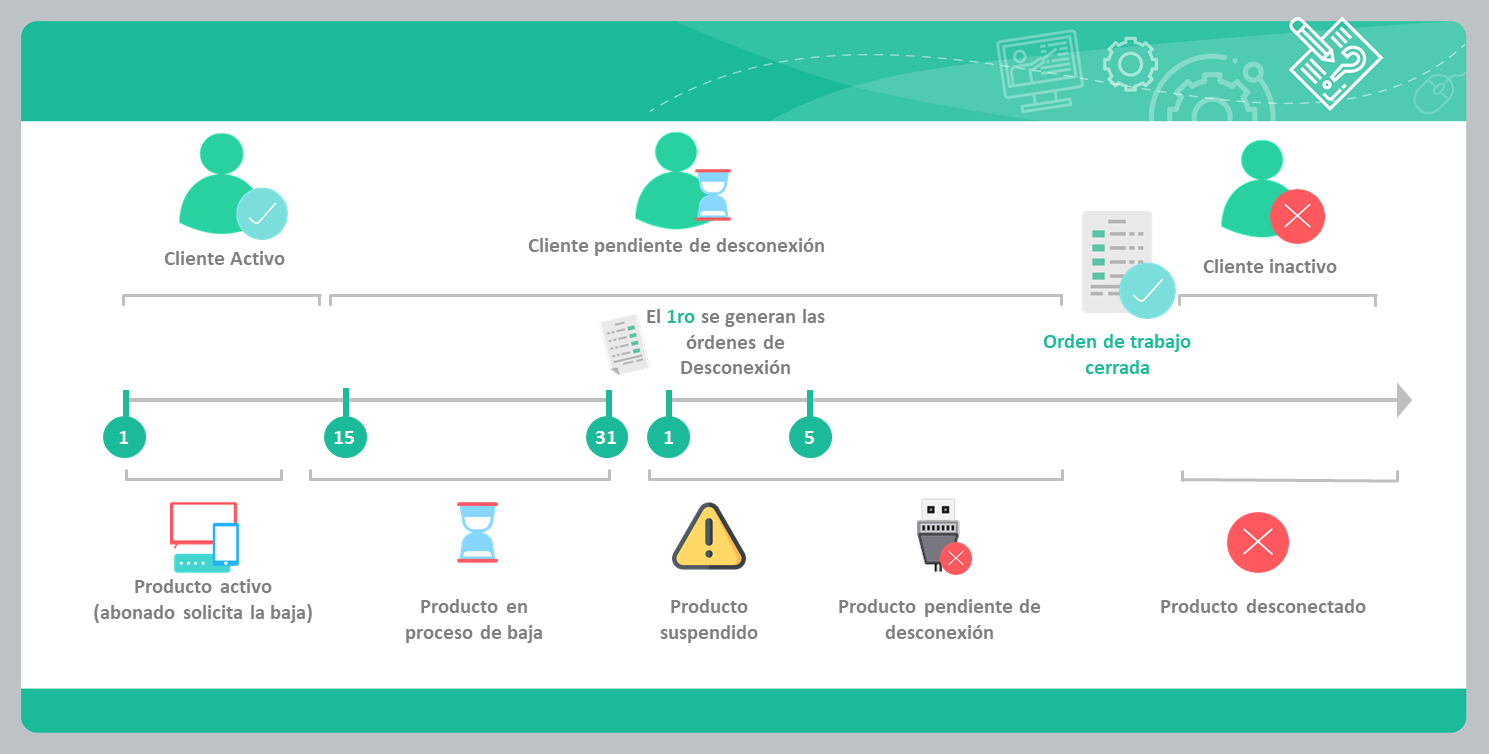 Cliente Activo
Cliente pendiente de desconexión
Cliente inactivo
El 1ro se generan las
órdenes de
Desconexión
Orden de trabajo
cerrada
1
15
31
1
5
Producto activo
(abonado solicita la baja)
Producto en
proceso de baja
Producto
suspendido
Producto pendiente de
desconexión
Producto desconectado